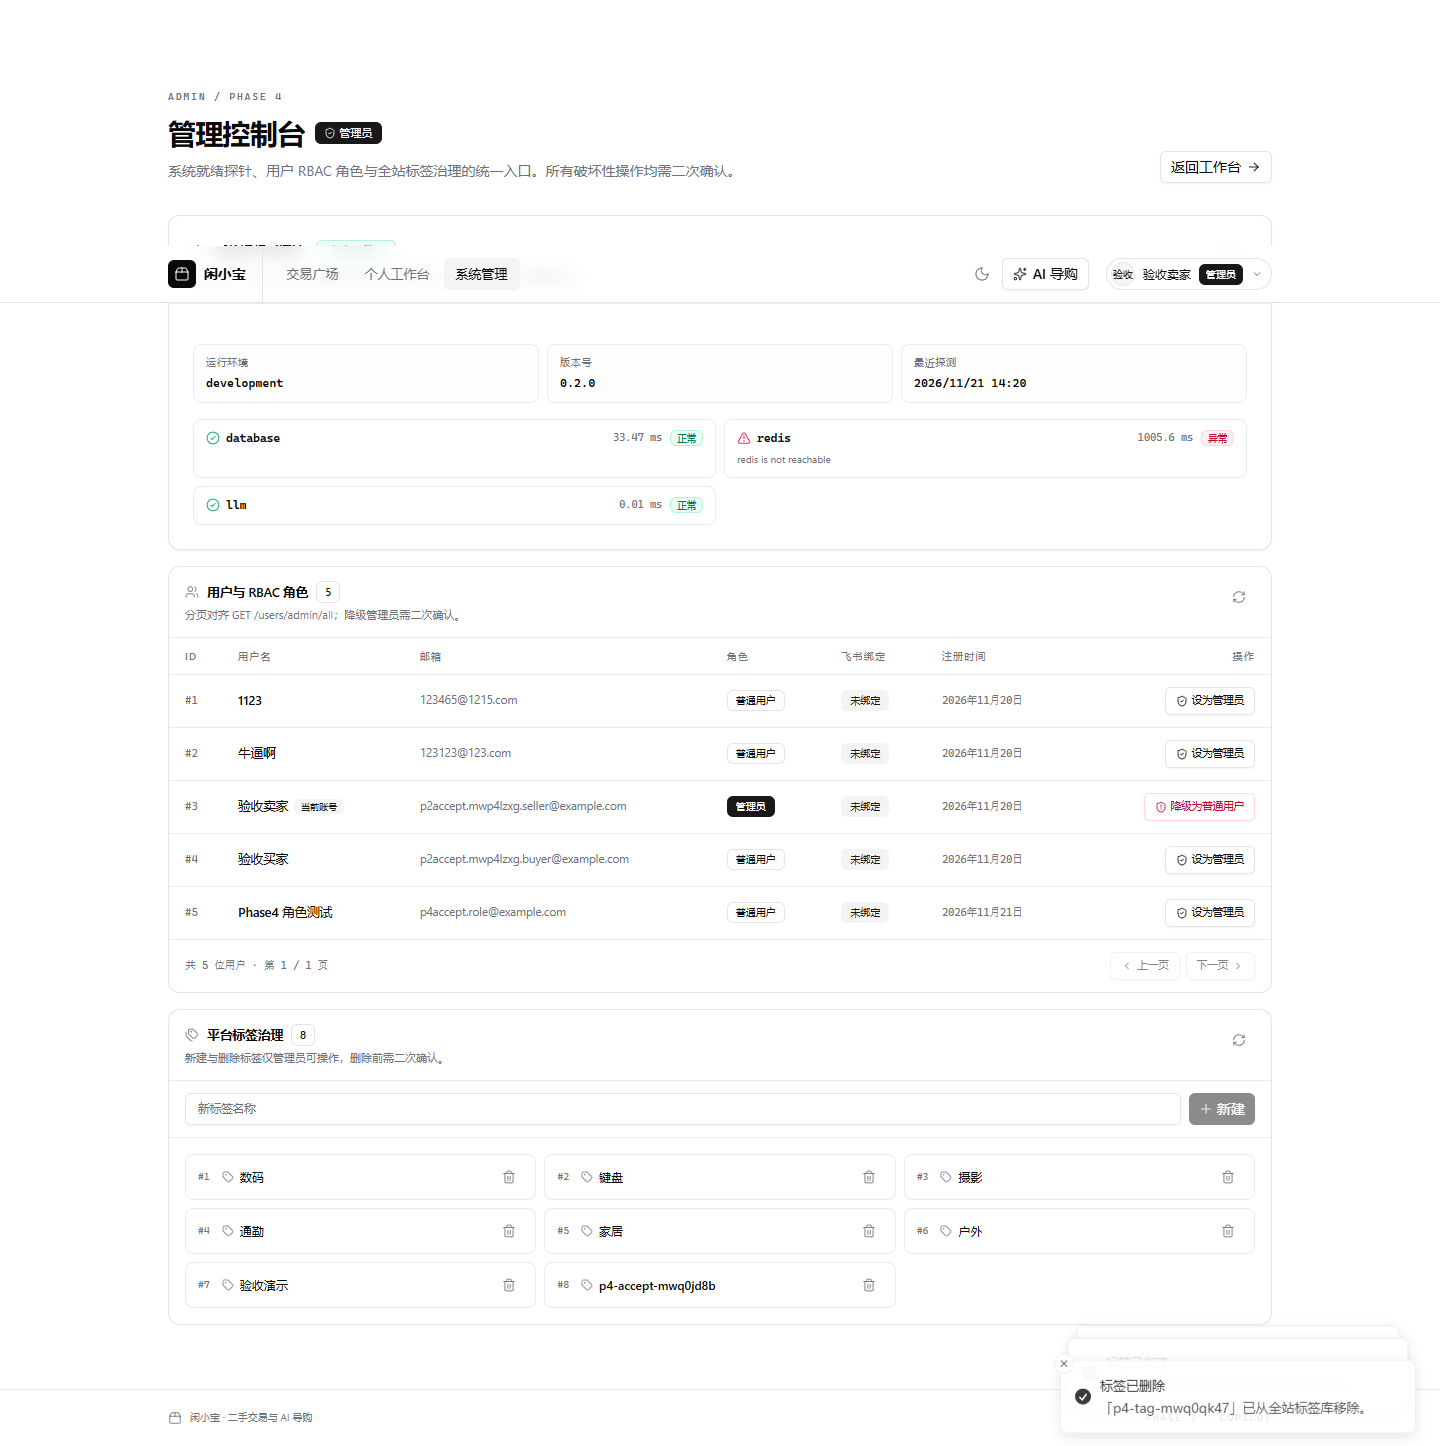 ADMIN / PHASE 4
管理控制台 管理员
系统就绪探针、用户 RBAC 角色与全站标签治理的统一入口。所有破坏性操作均需二次确认。
返回工作台
闲小宝 交易广场 个人工作台 系统管理 AI 导购 验收 验收卖家 管理员
运行环境 版本号 最近探测
development 0.2.0 2026/11/21 14:20
database 33.47 ms 正常 redis 1005.6 ms 异常
redis is not reachable
llm 0.01 ms 正常
用户与 RBAC 角色 5
分页对齐 GET /users/admin/all；降级管理员需二次确认。
ID 用户名 邮箱 角色 飞书绑定 注册时间 操作
#1 1123 123465@1215.com 普通用户 未绑定 2026年11月20日 设为管理员
#2 牛逼啊 123123@123.com 普通用户 未绑定 2026年11月20日 设为管理员
#3 验收卖家 当前账号 p2accept.mwp4lzxg.seller@example.com 管理员 未绑定 2026年11月20日 降级为普通用户
#4 验收买家 p2accept.mwp4lzxg.buyer@example.com 普通用户 未绑定 2026年11月20日 设为管理员
#5 Phase4 角色测试 p4accept.role@example.com 普通用户 未绑定 2026年11月21日 设为管理员
共 5 位用户 · 第 1 / 1 页 上一页 下一页
平台标签治理 8
新建与删除标签仅管理员可操作，删除前需二次确认。
新标签名称 新建
#1 数码 #2 键盘 #3 摄影
#4 通勤 #5 家居 #6 户外
#7 验收演示 #8 p4-accept-mwq0jd8b
标签已删除
「p4-tag-mwq0qk47」已从全站标签库移除。
闲小宝 · 二手交易与 AI 导购